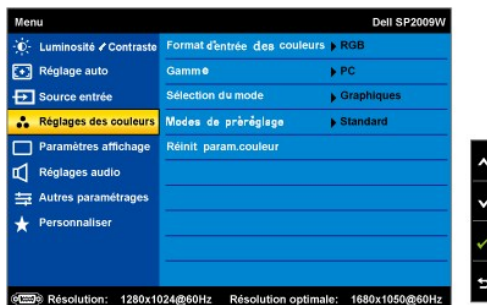 Menu Dell SP2009W
Luminosité / Contraste Format d'entrée des couleurs RGB
Réglage auto Gamme PC
Source entrée Sélection du mode Graphiques
Réglages des couleurs Modes de prèréglage Standard
Paramètres affichage Réinit param.couleur
Réglages audio
Autres paramétrages
Personnaliser
Résolution: 1280x1024@60Hz Résolution optimale: 1680x1050@60Hz